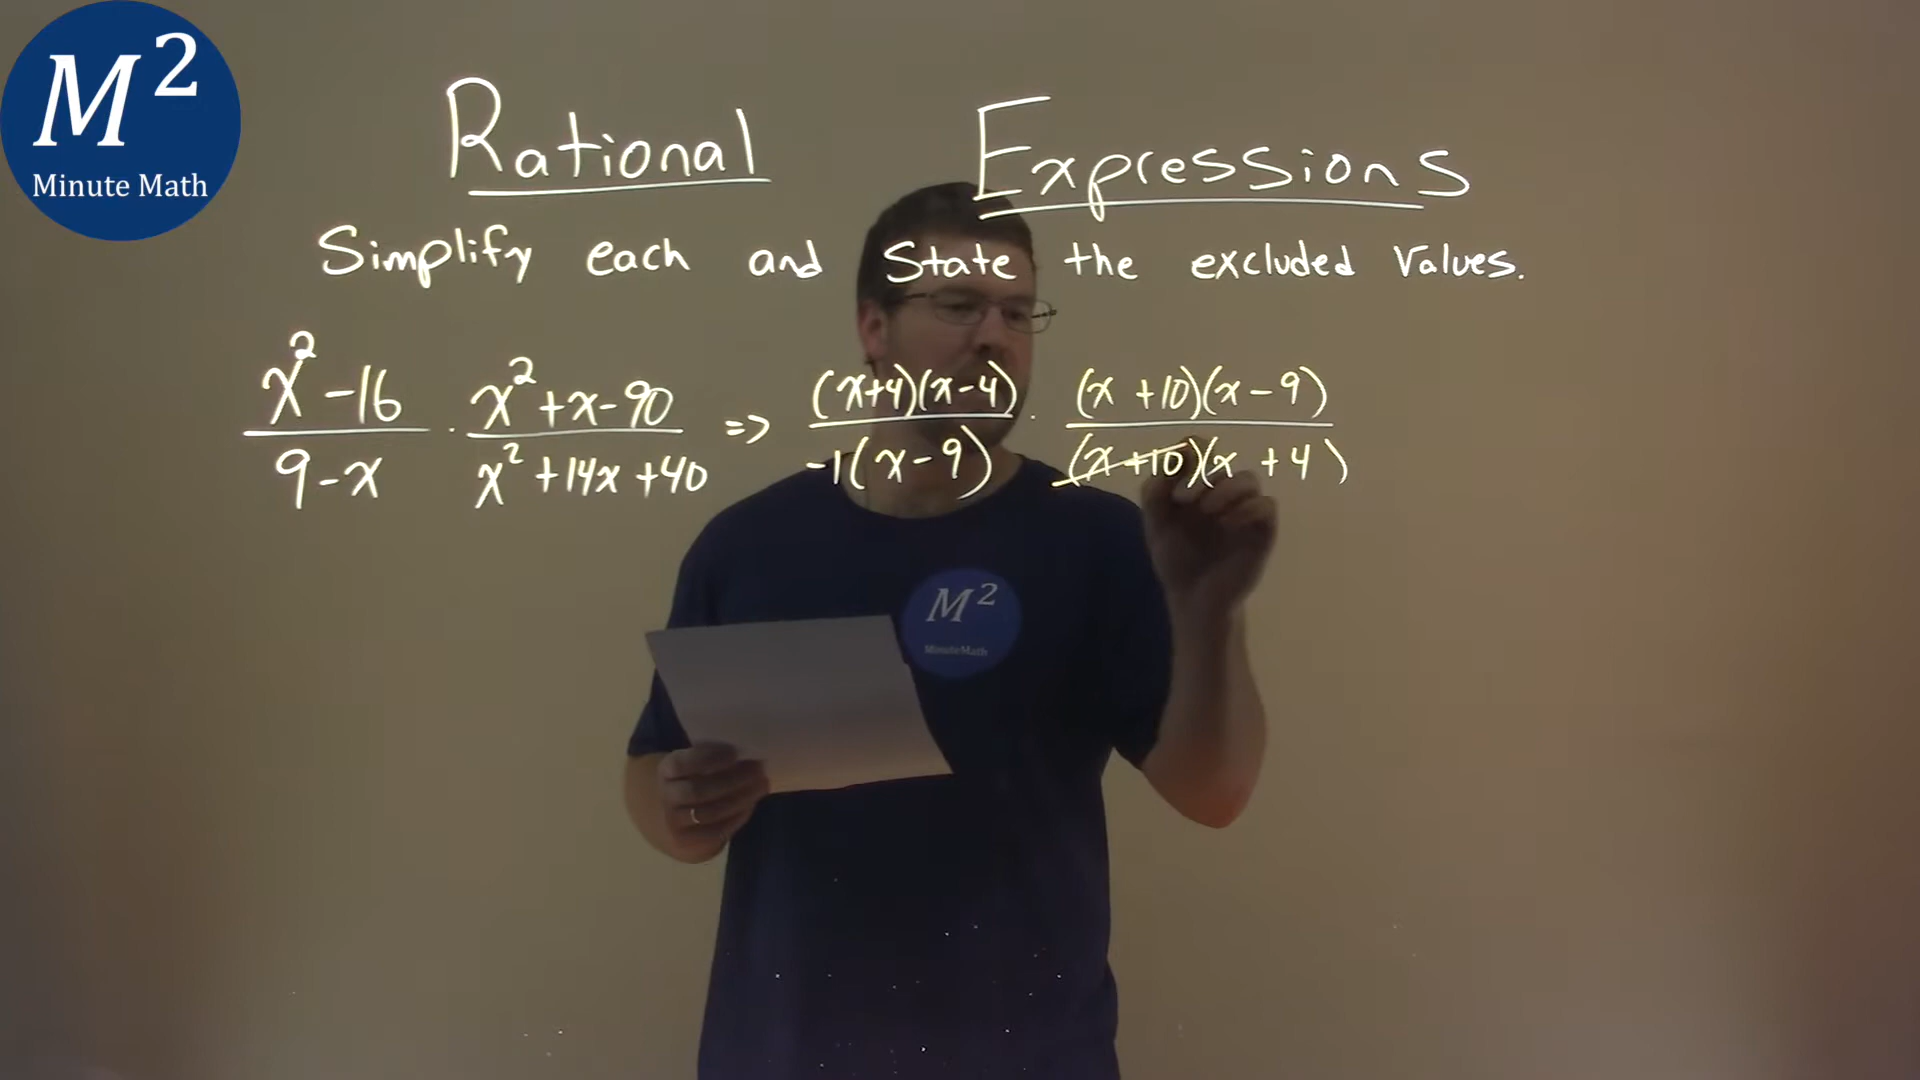 M²
Minute Math
Rational Expressions
Simplify each and State the excluded Values.
x²-16 / 9-x · x²+x-90 / x²+14x+40 => (x+4)(x-4) / -1(x-9) · (x+10)(x-9) / (x+10)(x+4)
M²
MinuteMath